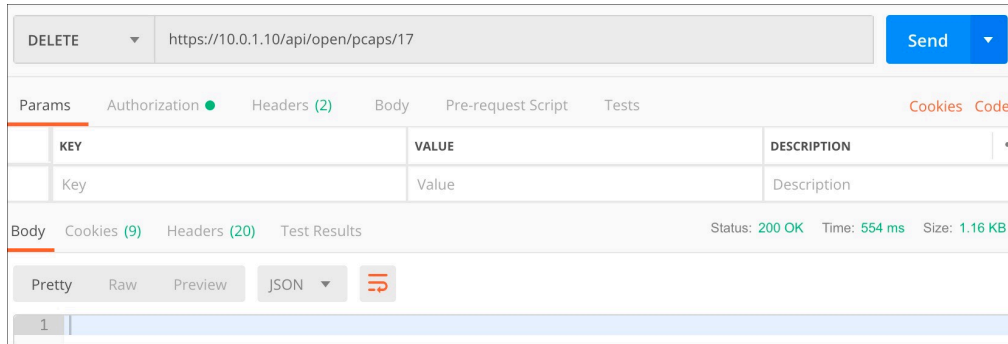 DELETE https://10.0.1.10/api/open/pcaps/17 Send
Params Authorization Headers (2) Body Pre-request Script Tests Cookies Code
KEY VALUE DESCRIPTION
Key Value Description
Body Cookies (9) Headers (20) Test Results Status: 200 OK Time: 554 ms Size: 1.16 KB
Pretty Raw Preview JSON
1